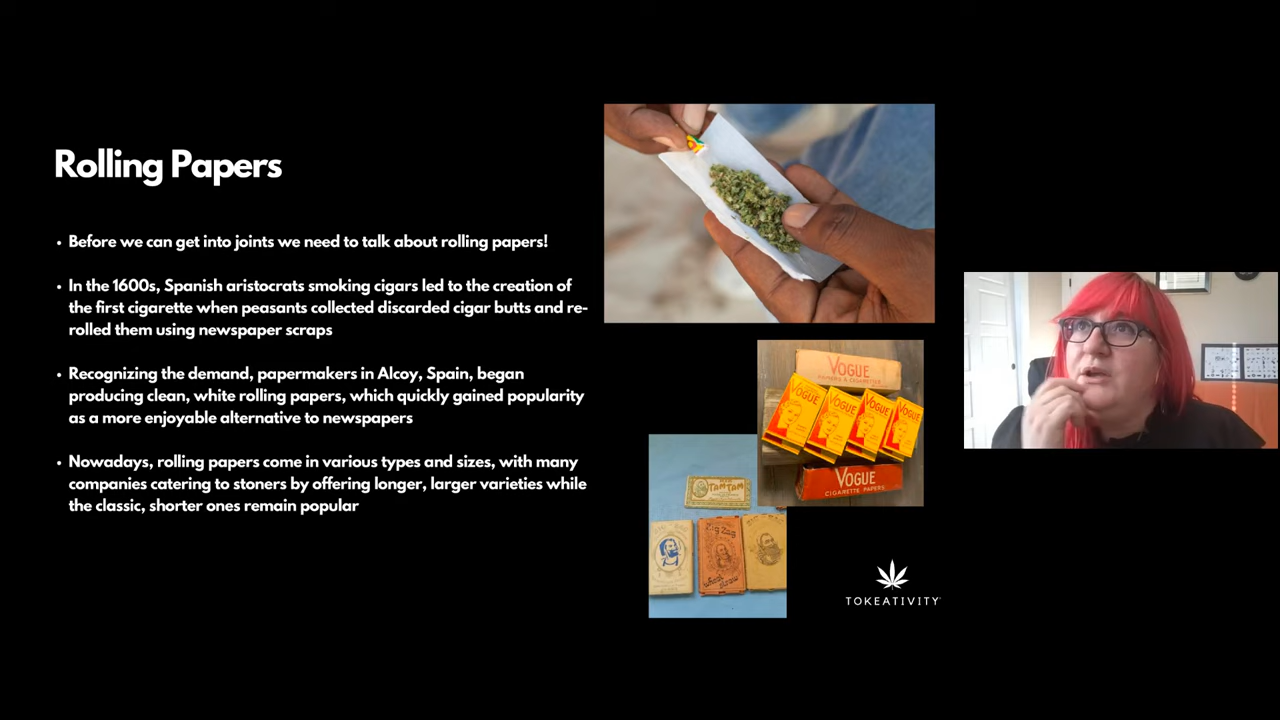 Rolling Papers
• Before we can get into joints we need to talk about rolling papers!
• In the 1600s, Spanish aristocrats smoking cigars led to the creation of
the first cigarette when peasants collected discarded cigar butts and re-
rolled them using newspaper scraps
• Recognizing the demand, papermakers in Alcoy, Spain, began
producing clean, white rolling papers, which quickly gained popularity
as a more enjoyable alternative to newspapers
• Nowadays, rolling papers come in various types and sizes, with many
companies catering to stoners by offering longer, larger varieties while
the classic, shorter ones remain popular
VOGUE
VOGUE
VOGUE
VOGUE
VOGUE
VOGUE
CIGARETTE PAPERS
TAM TAM
Zig Zag
TOKEATIVITY